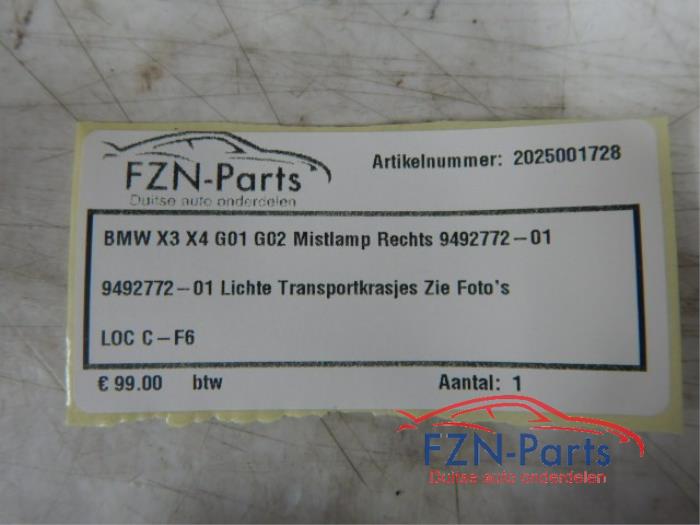 FZN-Parts
Duitse auto onderdelen
Artikelnummer: 2025001728
BMW X3 X4 G01 G02 Mistlamp Rechts 9492772-01
9492772-01 Lichte Transportkrasjes Zie Foto's
LOC C-F6
€ 99.00 btw
Aantal: 1
FZN-Parts
Duitse auto onderdelen